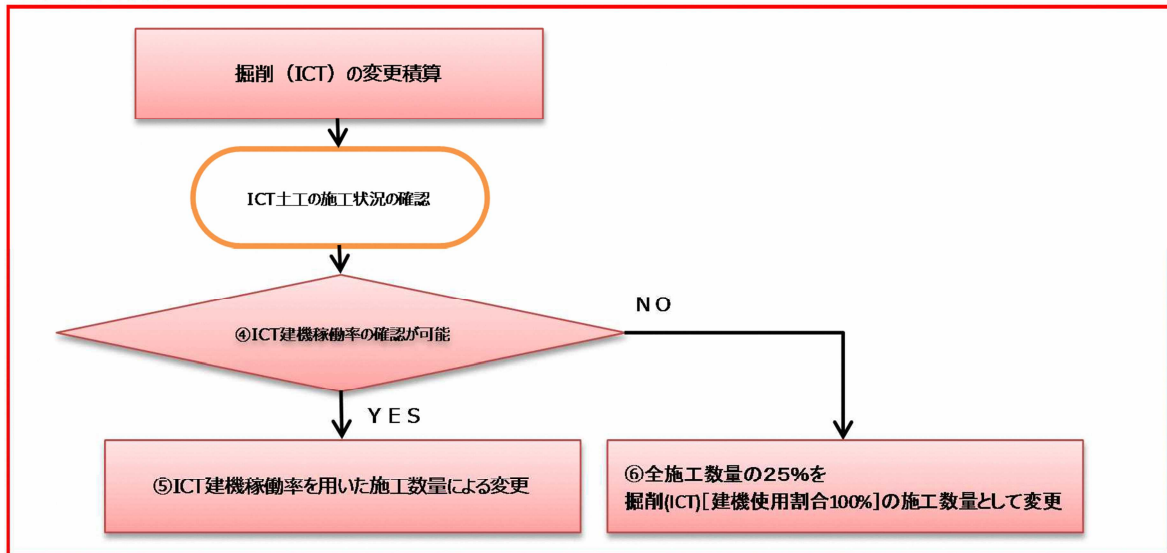 掘削（ICT）の変更積算
ICT土工の施工状況の確認
④ICT建機稼働率の確認が可能
NO
YES
⑤ICT建機稼働率を用いた施工数量による変更
⑥全施工数量の25%を
掘削(ICT)[建機使用割合100%]の施工数量として変更